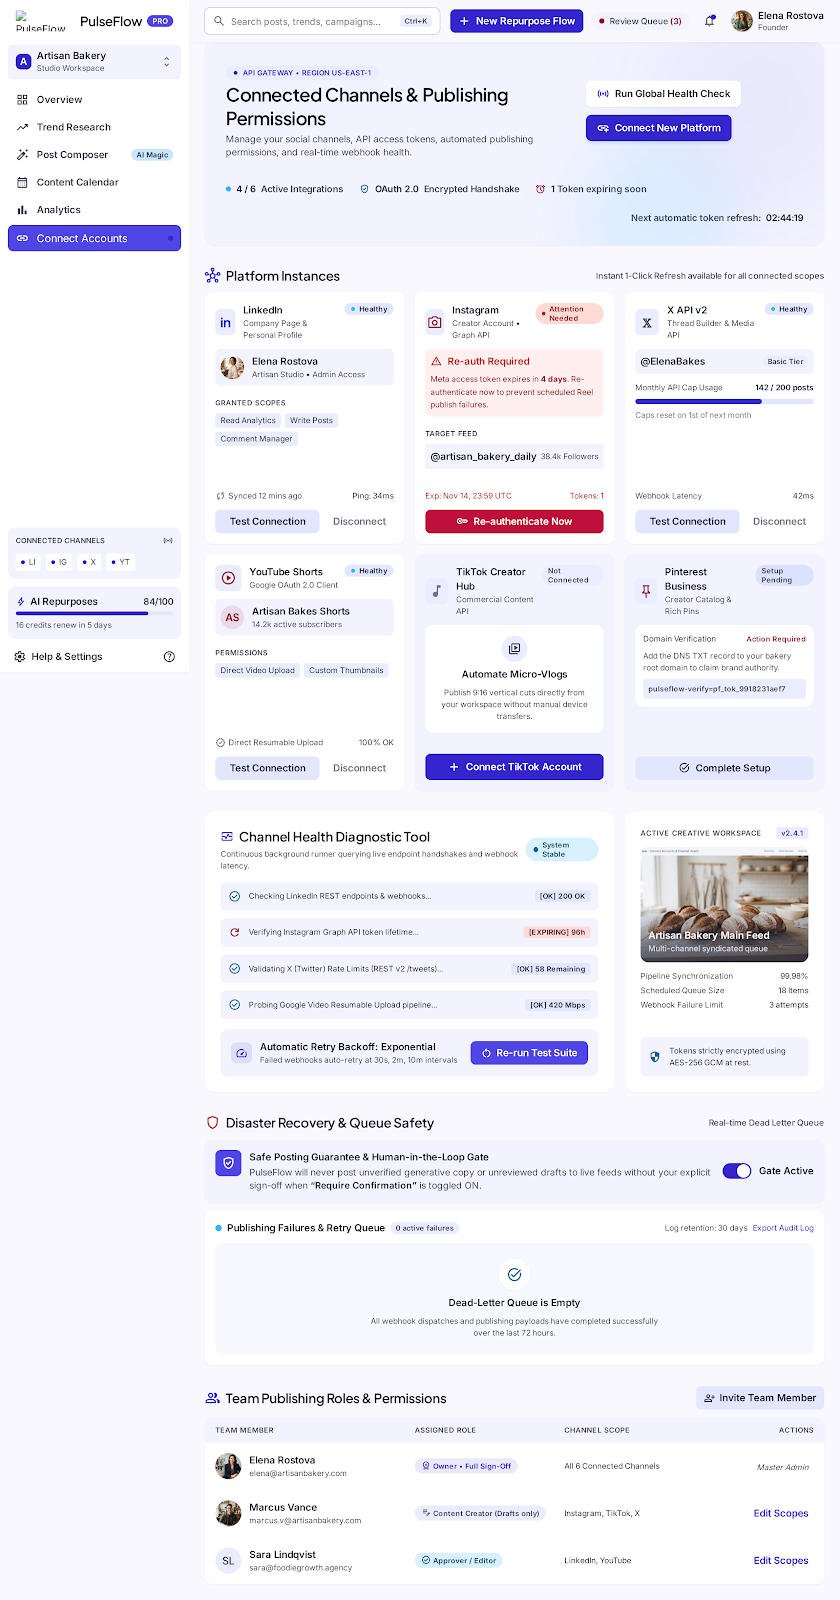 PulseFlow
PulseFlow PRO
A Artisan Bakery
Studio Workspace
Overview
Trend Research
Post Composer AI Magic
Content Calendar
Analytics
Connect Accounts
CONNECTED CHANNELS
LI IG X YT
AI Repurposes 84/100
16 credits renew in 5 days
Help & Settings
Search posts, trends, campaigns... Ctrl+K
New Repurpose Flow
Review Queue (3)
Elena Rostova
Founder
API GATEWAY • REGION US-EAST-1
Connected Channels & Publishing
Permissions
Manage your social channels, API access tokens, automated publishing
permissions, and real-time webhook health.
Run Global Health Check
Connect New Platform
4 / 6 Active Integrations
OAuth 2.0 Encrypted Handshake
1 Token expiring soon
Next automatic token refresh: 02:44:19
Platform Instances
Instant 1-Click Refresh available for all connected scopes
in LinkedIn
Company Page &
Personal Profile
Healthy
Elena Rostova
Artisan Studio • Admin Access
GRANTED SCOPES
Read Analytics Write Posts
Comment Manager
Synced 12 mins ago Ping: 34ms
Test Connection Disconnect
Instagram
Creator Account •
Graph API
Attention
Needed
Re-auth Required
Meta access token expires in 4 days. Re-
authenticate now to prevent scheduled Reel
publish failures.
TARGET FEED
@artisan_bakery_daily 38.4k Followers
Exp: Nov 14, 23:59 UTC Tokens: 1
Re-authenticate Now
X X API v2
Thread Builder & Media
API
Healthy
@ElenaBakes Basic Tier
Monthly API Cap Usage 142 / 200 posts
Caps reset on 1st of next month
Webhook Latency 42ms
Test Connection Disconnect
YouTube Shorts
Google OAuth 2.0 Client
Healthy
AS Artisan Bakes Shorts
14.2k active subscribers
PERMISSIONS
Direct Video Upload Custom Thumbnails
Direct Resumable Upload 100% OK
Test Connection Disconnect
TikTok Creator
Hub
Commercial Content
API
Not
Connected
Automate Micro-Vlogs
Publish 9:16 vertical cuts directly from
your workspace without manual device
transfers.
Connect TikTok Account
Pinterest
Business
Creator Catalog &
Rich Pins
Setup
Pending
Domain Verification Action Required
Add the DNS TXT record to your bakery
root domain to claim brand authority.
pulseflow-verify=pf_tok_9918231aef7
Complete Setup
Channel Health Diagnostic Tool
Continuous background runner querying live endpoint handshakes and webhook
latency.
System
Stable
Checking LinkedIn REST endpoints & webhooks... [OK] 200 OK
Verifying Instagram Graph API token lifetime... [EXPIRING] 96h
Validating X (Twitter) Rate Limits (REST v2 /tweets)... [OK] 58 Remaining
Probing Google Video Resumable Upload pipeline... [OK] 420 Mbps
Automatic Retry Backoff: Exponential
Failed webhooks auto-retry at 30s, 2m, 10m intervals
Re-run Test Suite
ACTIVE CREATIVE WORKSPACE v2.4.1
Artisan Bakery Main Feed
Multi-channel syndicated queue
Pipeline Synchronization 99.98%
Scheduled Queue Size 18 Items
Webhook Failure Limit 3 attempts
Tokens strictly encrypted using
AES-256 GCM at rest.
Disaster Recovery & Queue Safety
Real-time Dead Letter Queue
Safe Posting Guarantee & Human-in-the-Loop Gate
PulseFlow will never post unverified generative copy or unreviewed drafts to live feeds without your explicit
sign-off when “Require Confirmation” is toggled ON.
Gate Active
Publishing Failures & Retry Queue 0 active failures
Log retention: 30 days Export Audit Log
Dead-Letter Queue is Empty
All webhook dispatches and publishing payloads have completed successfully
over the last 72 hours.
Team Publishing Roles & Permissions
Invite Team Member
TEAM MEMBER ASSIGNED ROLE CHANNEL SCOPE ACTIONS
Elena Rostova
elena@artisanbakery.com
Owner • Full Sign-Off
All 6 Connected Channels
Master Admin
Marcus Vance
marcus.v@artisanbakery.com
Content Creator (Drafts only)
Instagram, TikTok, X
Edit Scopes
SL Sara Lindqvist
sara@foodiegrowth.agency
Approver / Editor
LinkedIn, YouTube
Edit Scopes